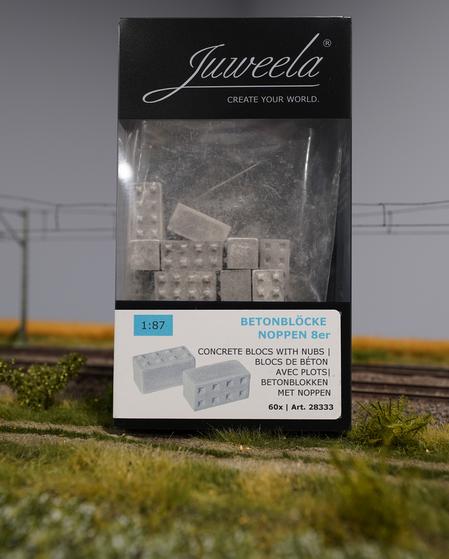 Juweela®
CREATE YOUR WORLD.
1:87
BETONBLÖCKE
NOPPEN 8er
CONCRETE BLOCS WITH NUBS |
BLOCS DE BÉTON
AVEC PLOTS|
BETONBLOKKEN
MET NOPPEN
60x | Art. 28333